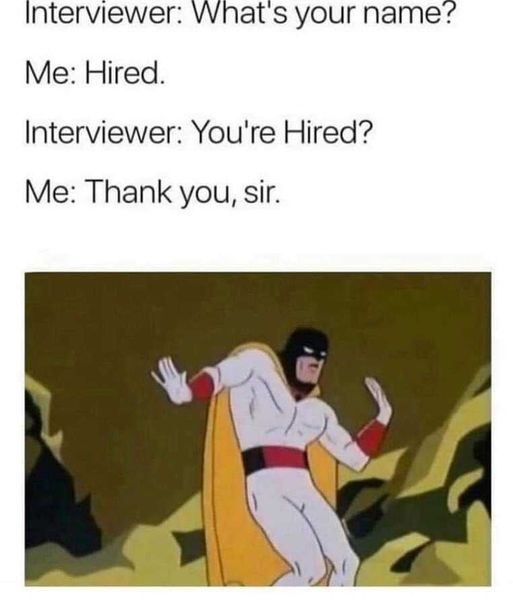 Interviewer: What's your name?
Me: Hired.
Interviewer: You're Hired?
Me: Thank you, sir.